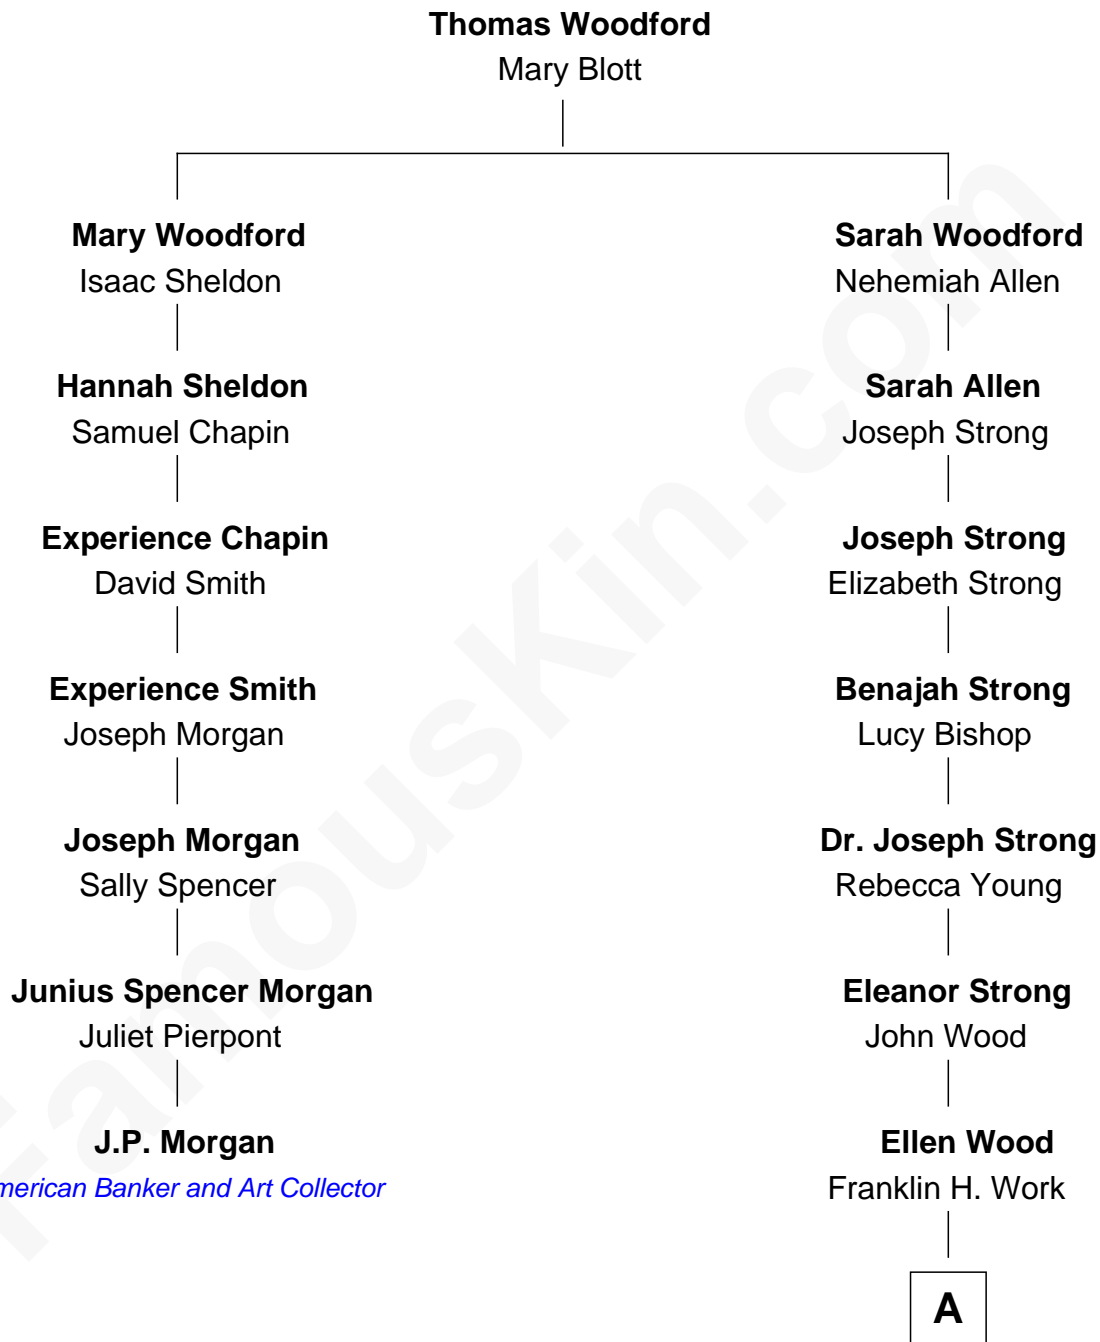 Thomas Woodford
Mary Blott
Mary Woodford
Isaac Sheldon
Hannah Sheldon
Samuel Chapin
Experience Chapin
David Smith
Experience Smith
Joseph Morgan
Joseph Morgan
Sally Spencer
Junius Spencer Morgan
Juliet Pierpont
J.P. Morgan
merican Banker and Art Collector
Sarah Woodford
Nehemiah Allen
Sarah Allen
Joseph Strong
Joseph Strong
Elizabeth Strong
Benajah Strong
Lucy Bishop
Dr. Joseph Strong
Rebecca Young
Eleanor Strong
John Wood
Ellen Wood
Franklin H. Work
A
FamousKin.com